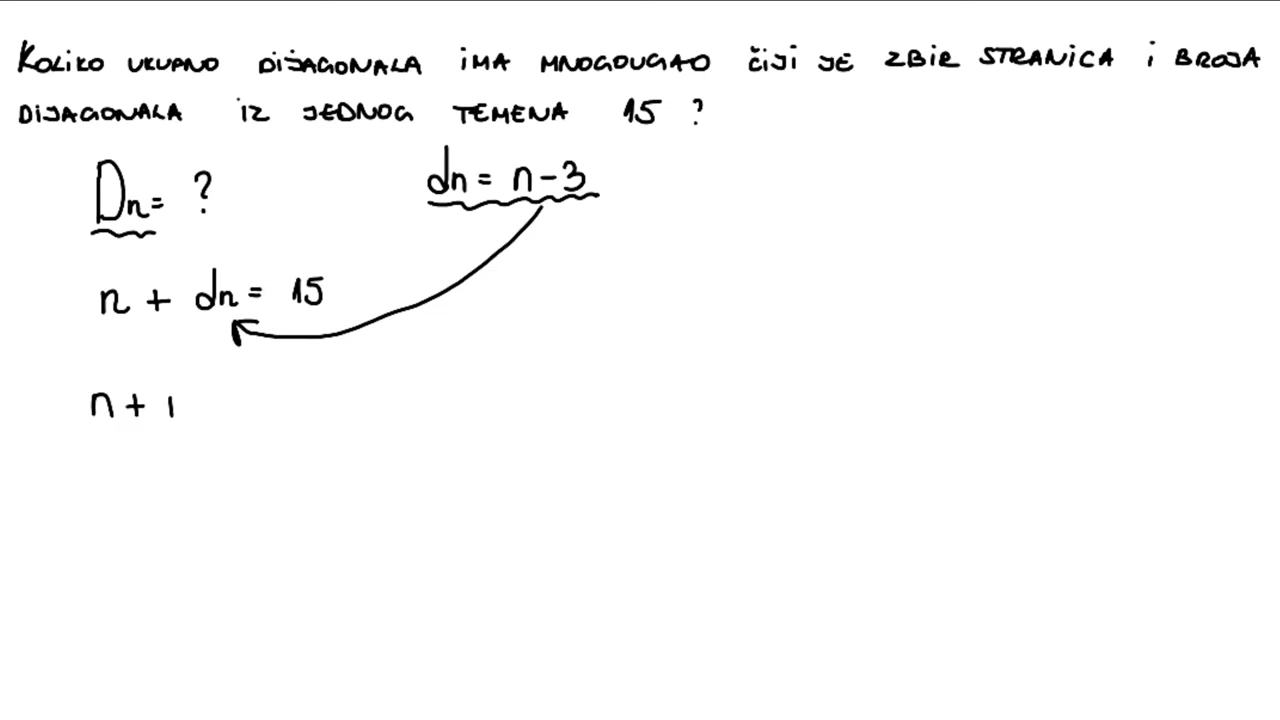 KOLIKO UKUPNO DIJAGONALA IMA MNOGOUGAO ČIJI JE ZBIR STRANICA I BROJA
DIJAGONALA IZ JEDNOG TEMENA 15 ?
Dn = ? dn = n - 3
n + dn = 15
n + 1